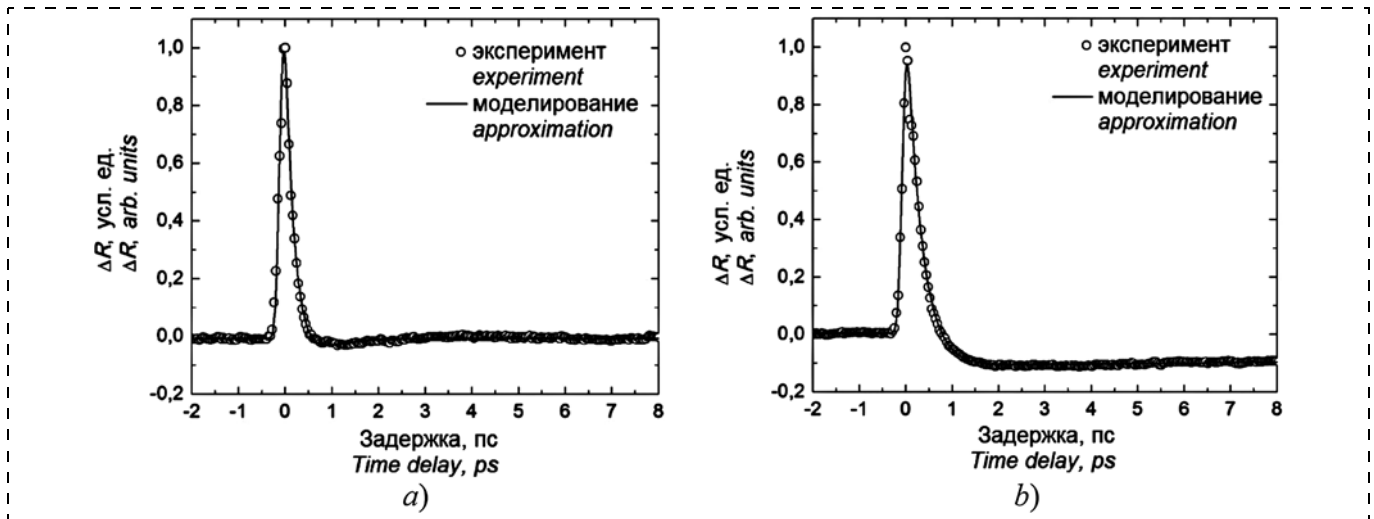 1,0
0,8
0,6
0,4
0,2
0,0
-0,2
ΔR, усл. ед.
ΔR, arb. units
эксперимент
experiment
моделирование
approximation
-2 -1 0 1 2 3 4 5 6 7 8
Задержка, пс
Time delay, ps
a)
1,0
0,8
0,6
0,4
0,2
0,0
-0,2
ΔR, усл. ед.
ΔR, arb. units
эксперимент
experiment
моделирование
approximation
-2 -1 0 1 2 3 4 5 6 7 8
Задержка, пс
Time delay, ps
b)